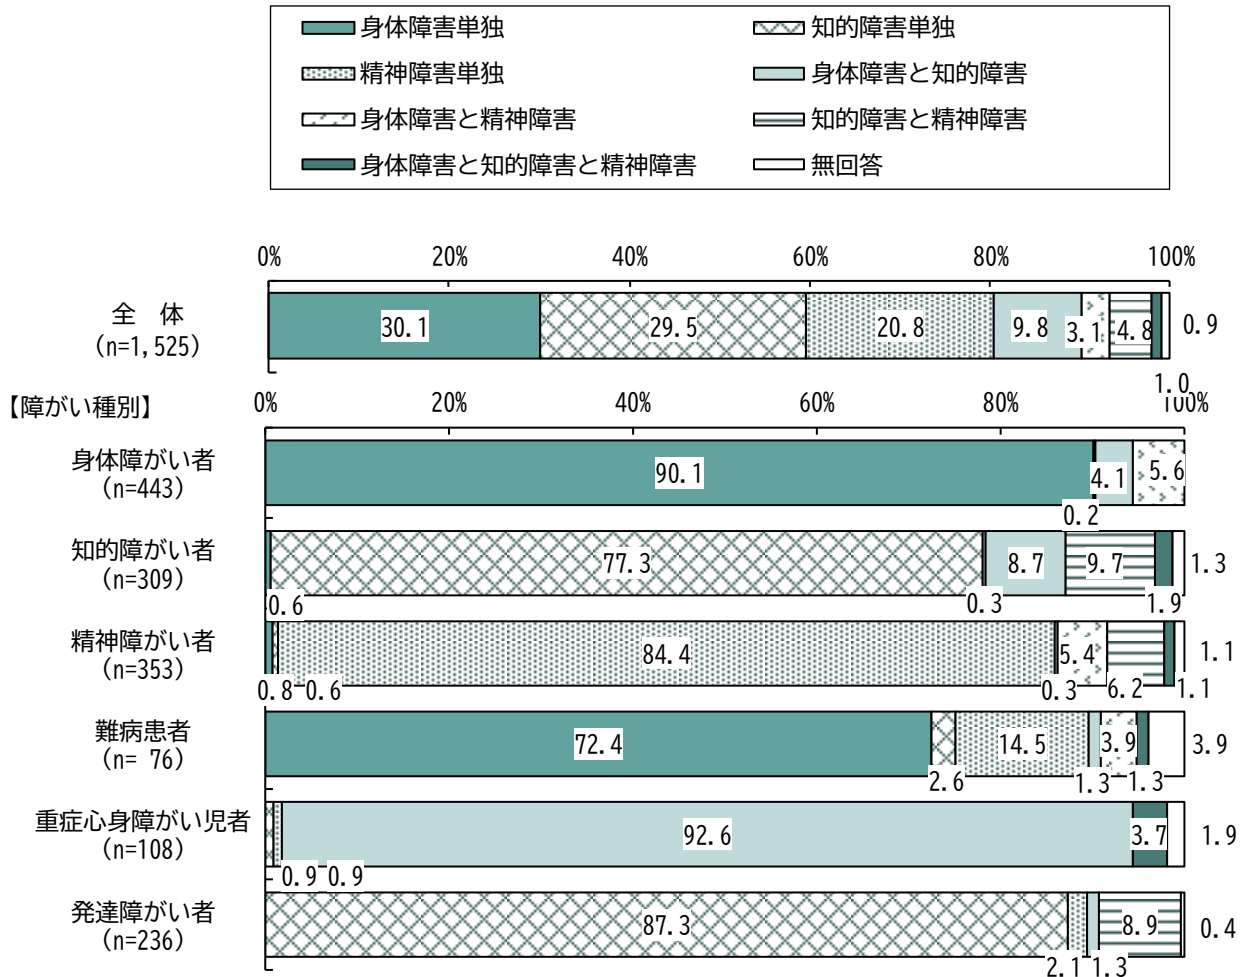 身体障害単独 知的障害単独
精神障害単独 身体障害と知的障害
身体障害と精神障害 知的障害と精神障害
身体障害と知的障害と精神障害 無回答
0% 20% 40% 60% 80% 100%
全　体
(n=1,525)
30.1 29.5 20.8 9.8 3.1 4.8 0.9
1.0
【障がい種別】
0% 20% 40% 60% 80% 100%
身体障がい者
(n=443)
90.1 4.1 5.6
0.2
知的障がい者
(n=309)
77.3 8.7 9.7 1.3
0.6 0.3 1.9
精神障がい者
(n=353)
84.4 5.4 1.1
0.8 0.6 0.3 6.2 1.1
難病患者
(n= 76)
72.4 14.5 3.9 3.9
2.6 1.3 1.3
重症心身障がい児者
(n=108)
92.6 3.7 1.9
0.9 0.9
発達障がい者
(n=236)
87.3 8.9 0.4
2.1 1.3